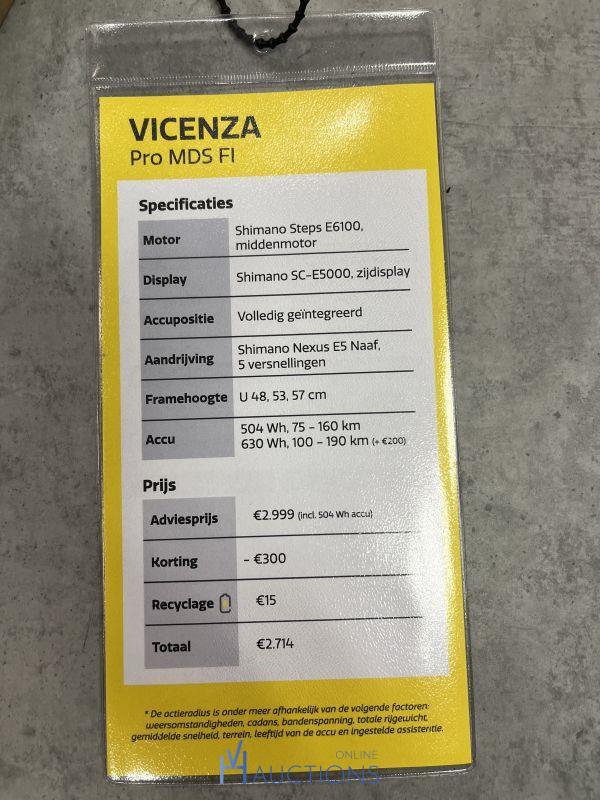 VICENZA
Pro MDS FI
Specificaties
Motor Shimano Steps E6100,
middenmotor
Display Shimano SC-E5000, zijdisplay
Accupositie Volledig geïntegreerd
Aandrijving Shimano Nexus E5 Naaf,
5 versnellingen
Framehoogte U 48, 53, 57 cm
Accu 504 Wh, 75 - 160 km
630 Wh, 100 - 190 km (+ €200)
Prijs
Adviesprijs €2.999 (incl. 504 Wh accu)
Korting - €300
Recyclage €15
Totaal €2.714
* De actieradius is onder meer afhankelijk van de volgende factoren:
weersomstandigheden, cadans, bandenspanning, totale rijgewicht,
gemiddelde snelheid, terrein, leeftijd van de accu en ingestelde assistentie.
ONLINE
AUCTIONS